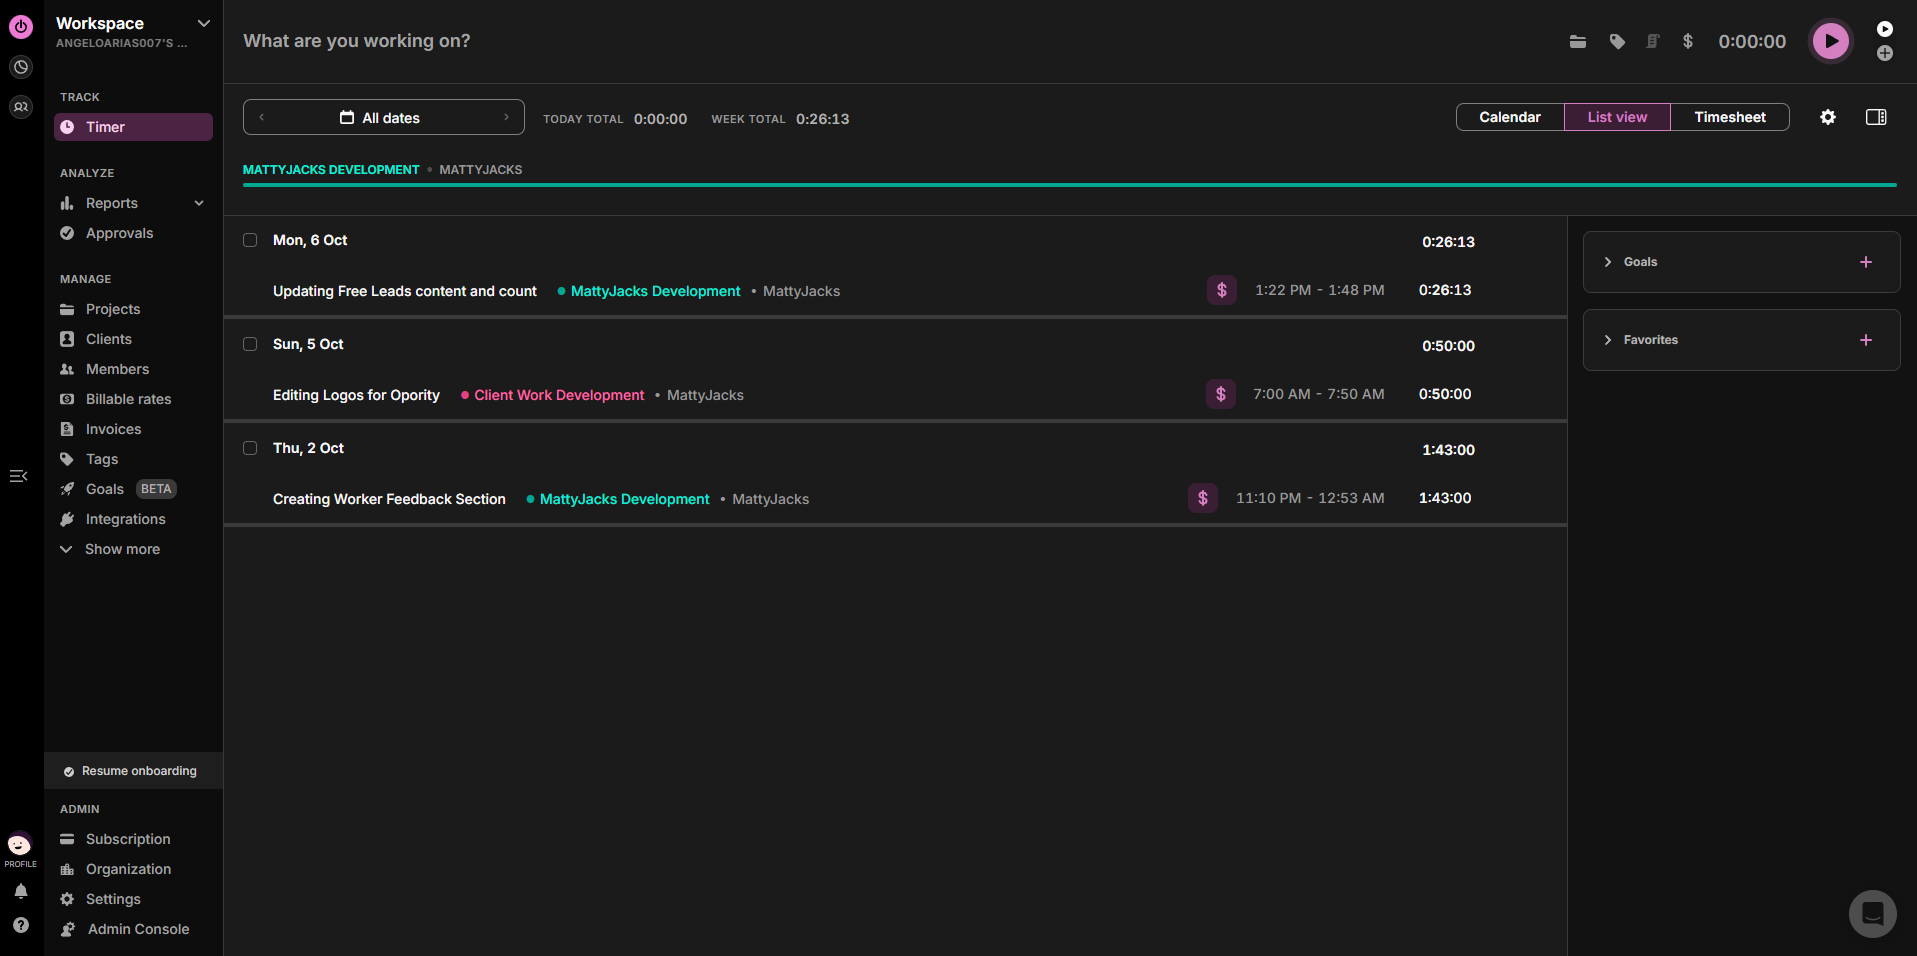 Workspace
ANGELOARIAS007'S ...
TRACK
Timer
ANALYZE
Reports
Approvals
MANAGE
Projects
Clients
Members
Billable rates
Invoices
Tags
Goals BETA
Integrations
Show more
Resume onboarding
ADMIN
Subscription
Organization
Settings
Admin Console
PROFILE
What are you working on?
$ 0:00:00
All dates
TODAY TOTAL 0:00:00 WEEK TOTAL 0:26:13
Calendar List view Timesheet
MATTYJACKS DEVELOPMENT • MATTYJACKS
Mon, 6 Oct 0:26:13
Updating Free Leads content and count • MattyJacks Development • MattyJacks $ 1:22 PM - 1:48 PM 0:26:13
Sun, 5 Oct 0:50:00
Editing Logos for Opority • Client Work Development • MattyJacks $ 7:00 AM - 7:50 AM 0:50:00
Thu, 2 Oct 1:43:00
Creating Worker Feedback Section • MattyJacks Development • MattyJacks $ 11:10 PM - 12:53 AM 1:43:00
Goals +
Favorites +